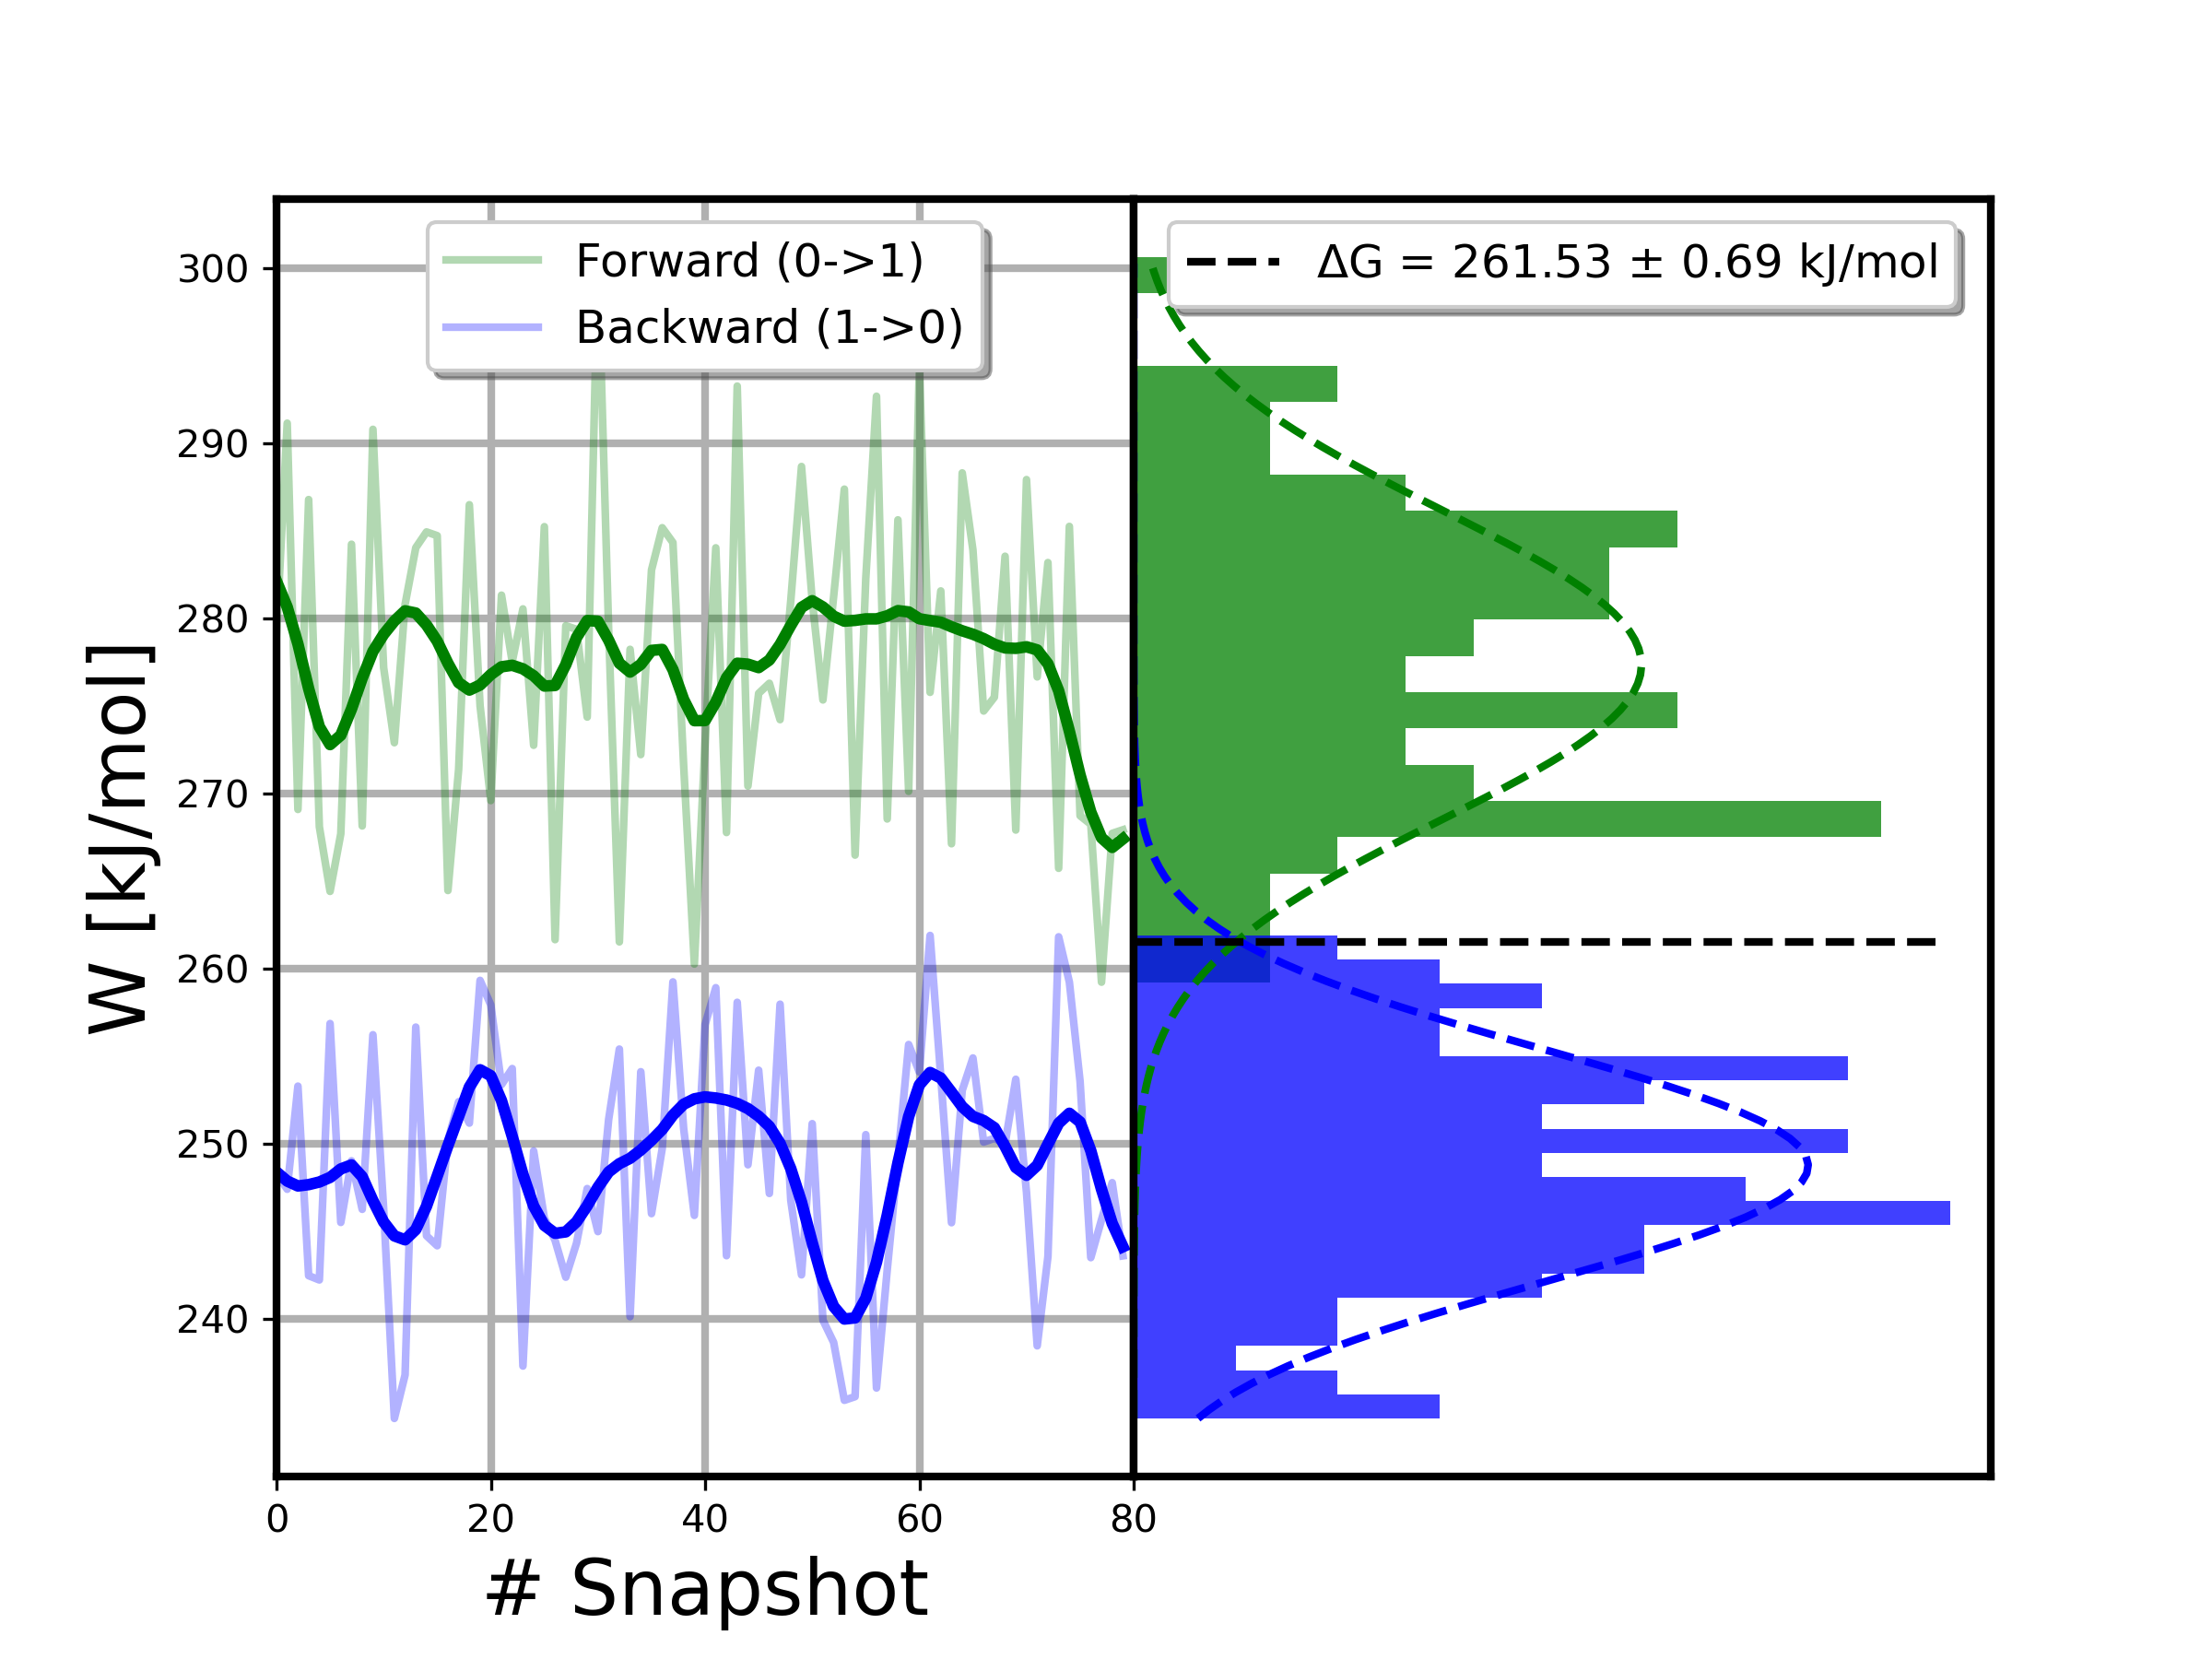 Forward (0->1)
Backward (1->0)
ΔG = 261.53 ± 0.69 kJ/mol
W [kJ/mol]
300
290
280
270
260
250
240
0 20 40 60 80
# Snapshot